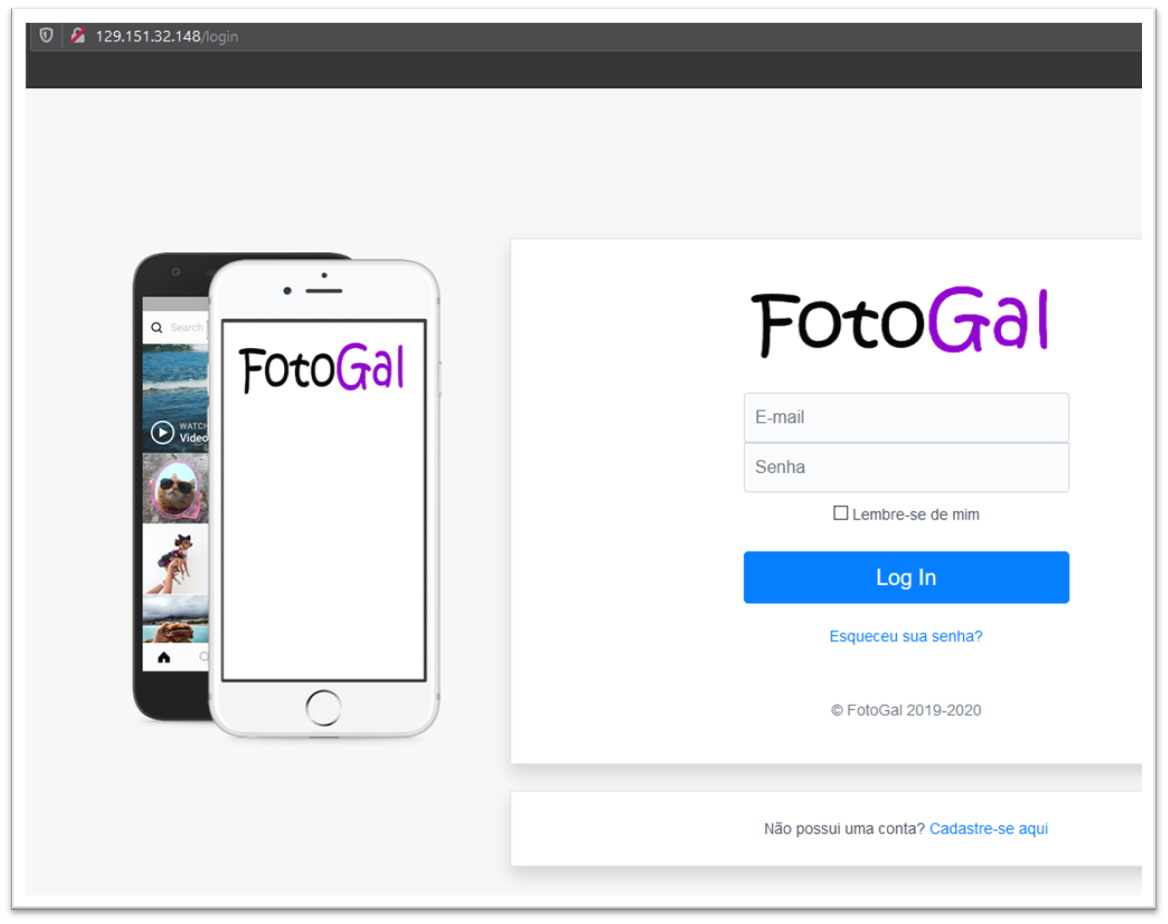 129.151.32.148/login
Search
WATCH
Video
FotoGal
FotoGal
E-mail
Senha
Lembre-se de mim
Log In
Esqueceu sua senha?
© FotoGal 2019-2020
Não possui uma conta? Cadastre-se aqui